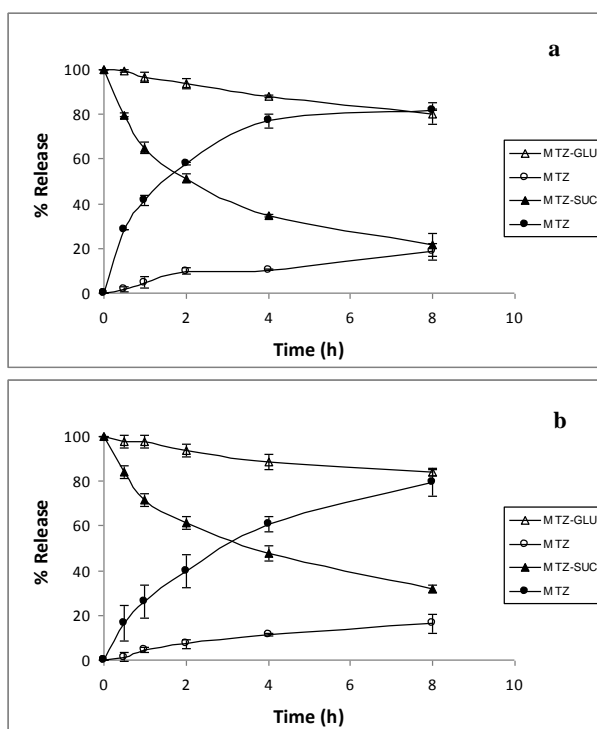 a
% Release
100
80
60
40
20
0
0 2 4 6 8 10
Time (h)
MTZ-GLU
MTZ
MTZ-SUC
MTZ
b
% Release
100
80
60
40
20
0
0 2 4 6 8 10
Time (h)
MTZ-GLU
MTZ
MTZ-SUC
MTZ